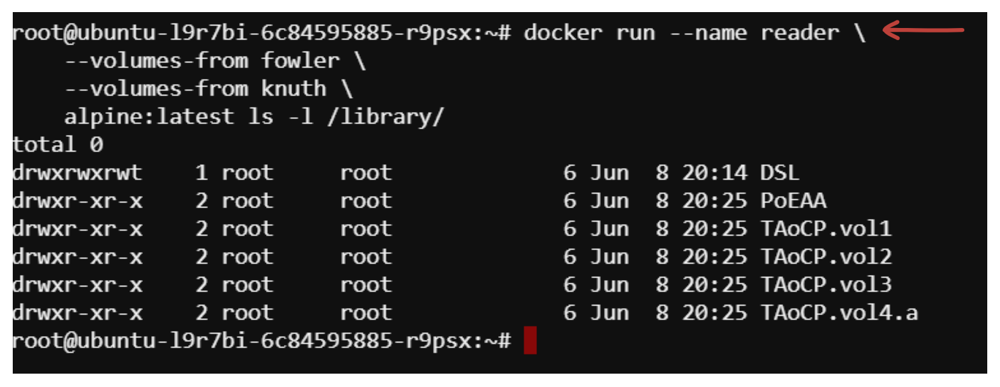 root@ubuntu-l9r7bi-6c84595885-r9psx:~# docker run --name reader \
    --volumes-from fowler \
    --volumes-from knuth \
    alpine:latest ls -l /library/
total 0
drwxrwxrwt    1 root     root             6 Jun  8 20:14 DSL
drwxr-xr-x    2 root     root             6 Jun  8 20:25 PoEAA
drwxr-xr-x    2 root     root             6 Jun  8 20:25 TAoCP.vol1
drwxr-xr-x    2 root     root             6 Jun  8 20:25 TAoCP.vol2
drwxr-xr-x    2 root     root             6 Jun  8 20:25 TAoCP.vol3
drwxr-xr-x    2 root     root             6 Jun  8 20:25 TAoCP.vol4.a
root@ubuntu-l9r7bi-6c84595885-r9psx:~#